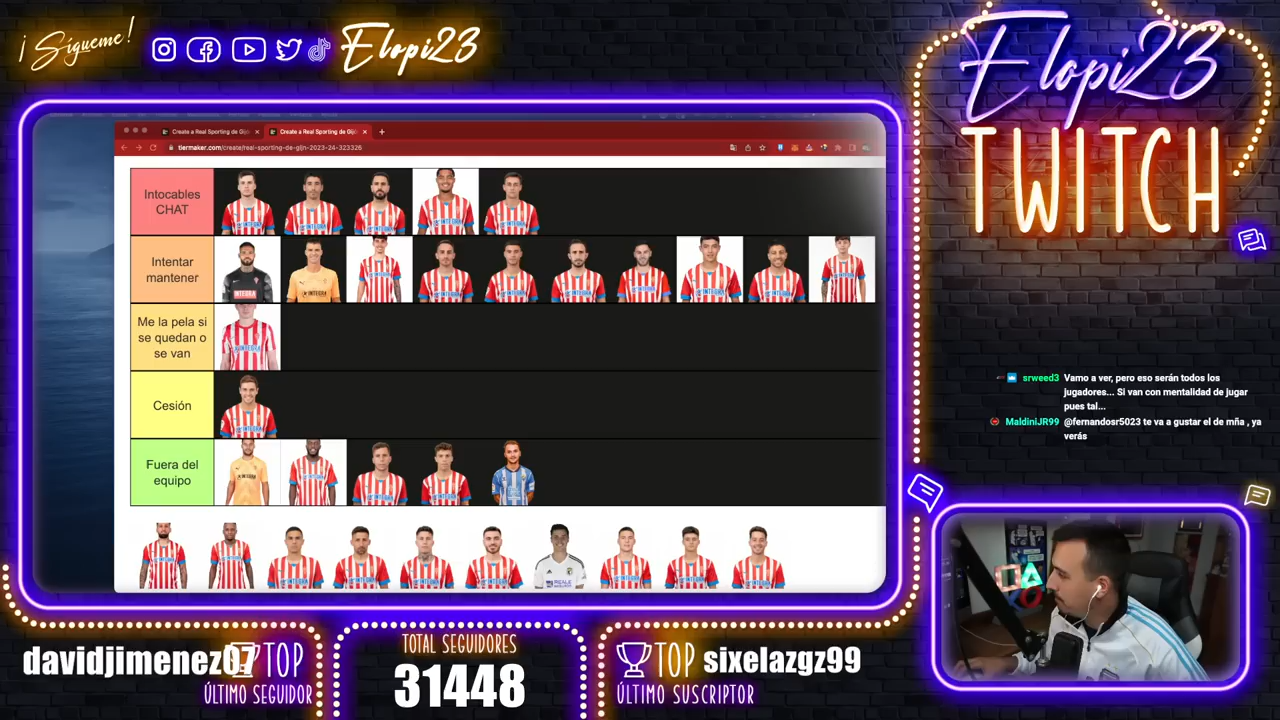 ¡Sígueme!
Elopi23
Elopi23
TWITCH
Create a Real Sporting de Gijó
Create a Real Sporting de Gijó
tiermaker.com/create/real-sporting-de-gijn-2023-24-323326
Intocables
CHAT
Intentar
mantener
Me la pela si
se quedan o
se van
Cesión
Fuera del
equipo
srweed3 Vamo a ver, pero eso serán todos los
jugadores... Si van con mentalidad de jugar
pues tal...
MaldiniJR99 @fernandosr5023 te va a gustar el de mña , ya
verás
davidjimenez07
TOP
ÚLTIMO SEGUIDOR
TOTAL SEGUIDORES
31448
TOP
sixelazgz99
ÚLTIMO SUSCRIPTOR